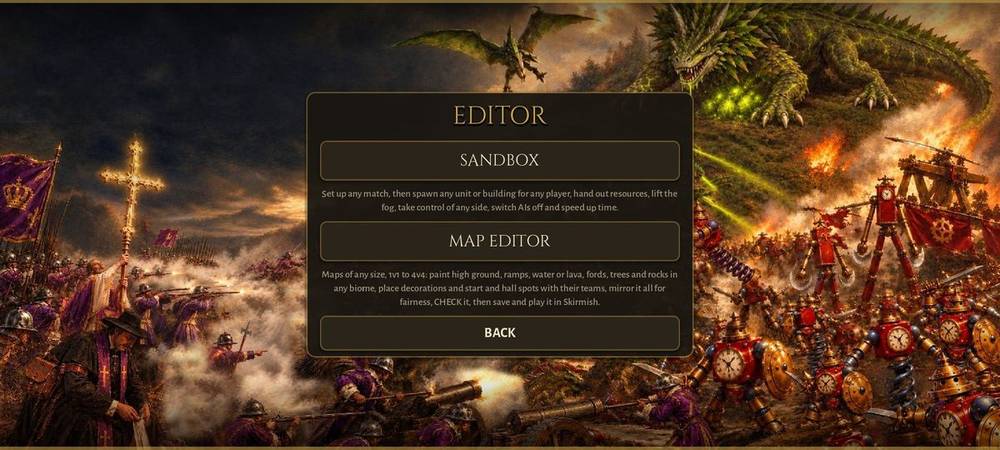 EDITOR
SANDBOX
Set up any match, then spawn any unit or building for any player, hand out resources, lift the
fog, take control of any side, switch AIs off and speed up time.
MAP EDITOR
Maps of any size, 1v1 to 4v4: paint high ground, ramps, water or lava, fords, trees and rocks in
any biome, place decorations and start and hall spots with their teams, mirror it all for
fairness, CHECK it, then save and play it in Skirmish.
BACK